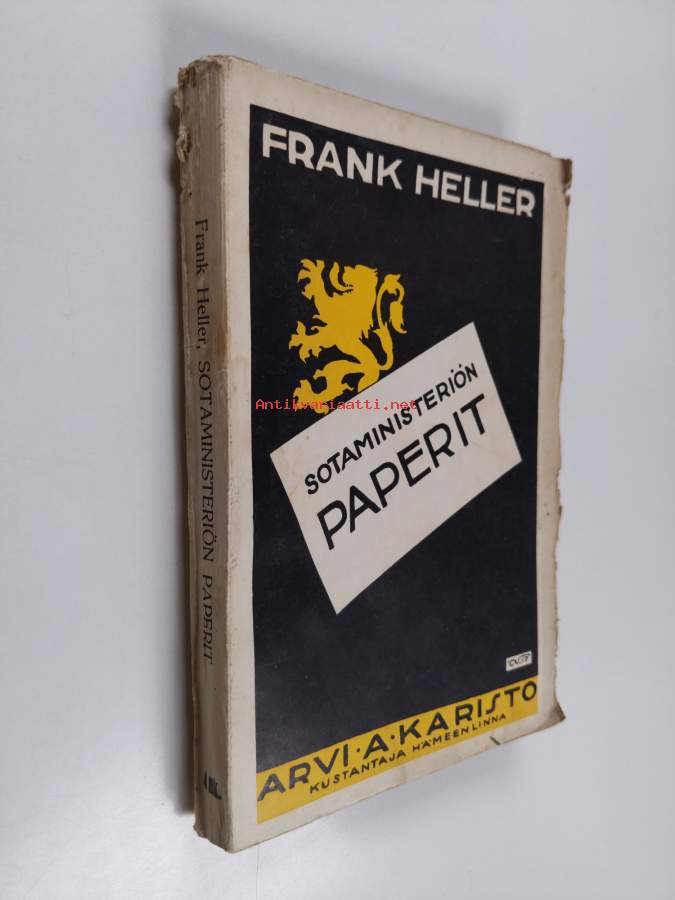 FRANK HELLER
Antikvariaatti.net
SOTAMINISTERIÖN
PAPERIT
ARVI·A·KARISTO
KUSTANTAJA HÄMEENLINNA
Frank Heller, SOTAMINISTERIÖN PAPERIT